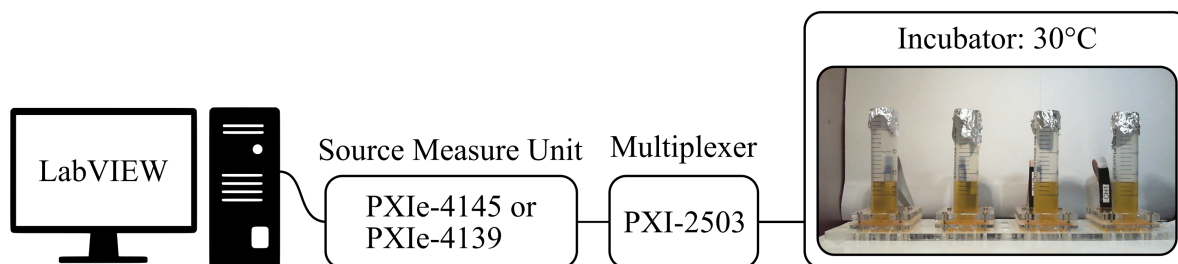 Incubator: 30°C
LabVIEW
Source Measure Unit
PXIe-4145 or
PXIe-4139
Multiplexer
PXI-2503